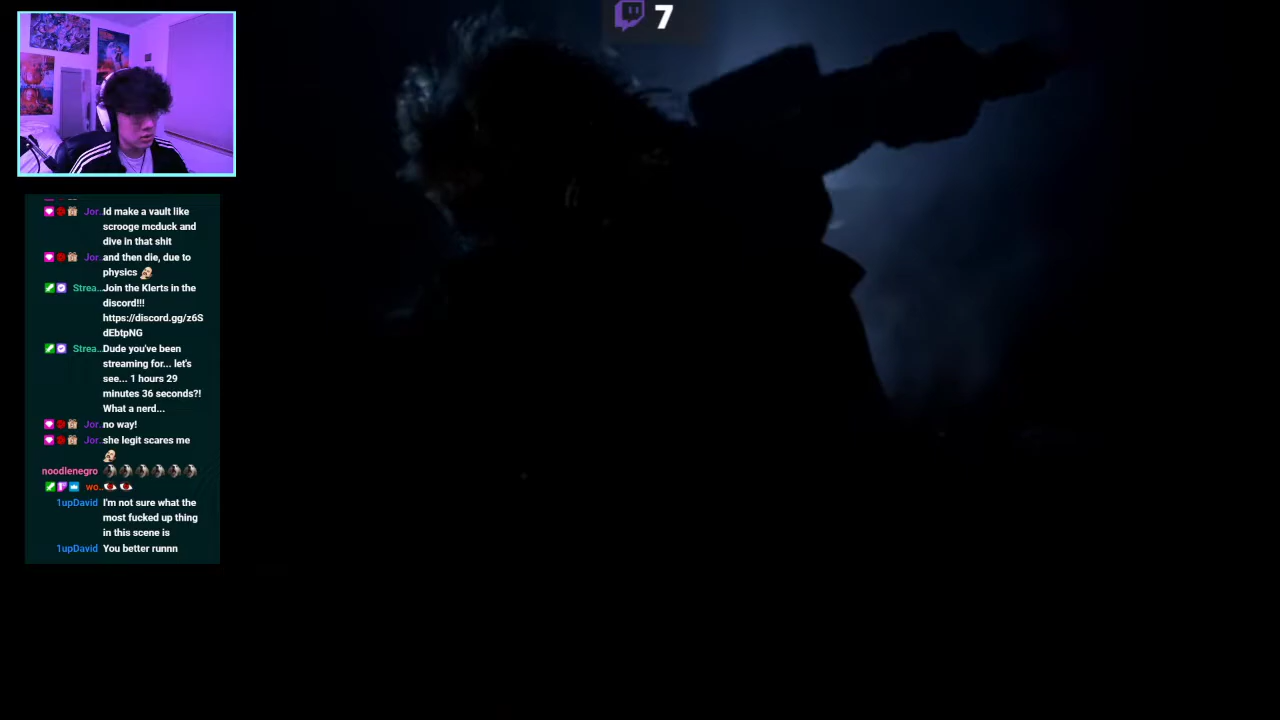 7
Jor..Id make a vault like
scrooge mcduck and
dive in that shit
Jor..and then die, due to
physics
Strea..Join the Klerts in the
discord!!!
https://discord.gg/z6S
dEbtpNG
Strea..Dude you've been
streaming for... let's
see... 1 hours 29
minutes 36 seconds?!
What a nerd...
Jor..no way!
Jor..she legit scares me
noodlenegro
wo..
1upDavid I'm not sure what the
most fucked up thing
in this scene is
1upDavid You better runnn